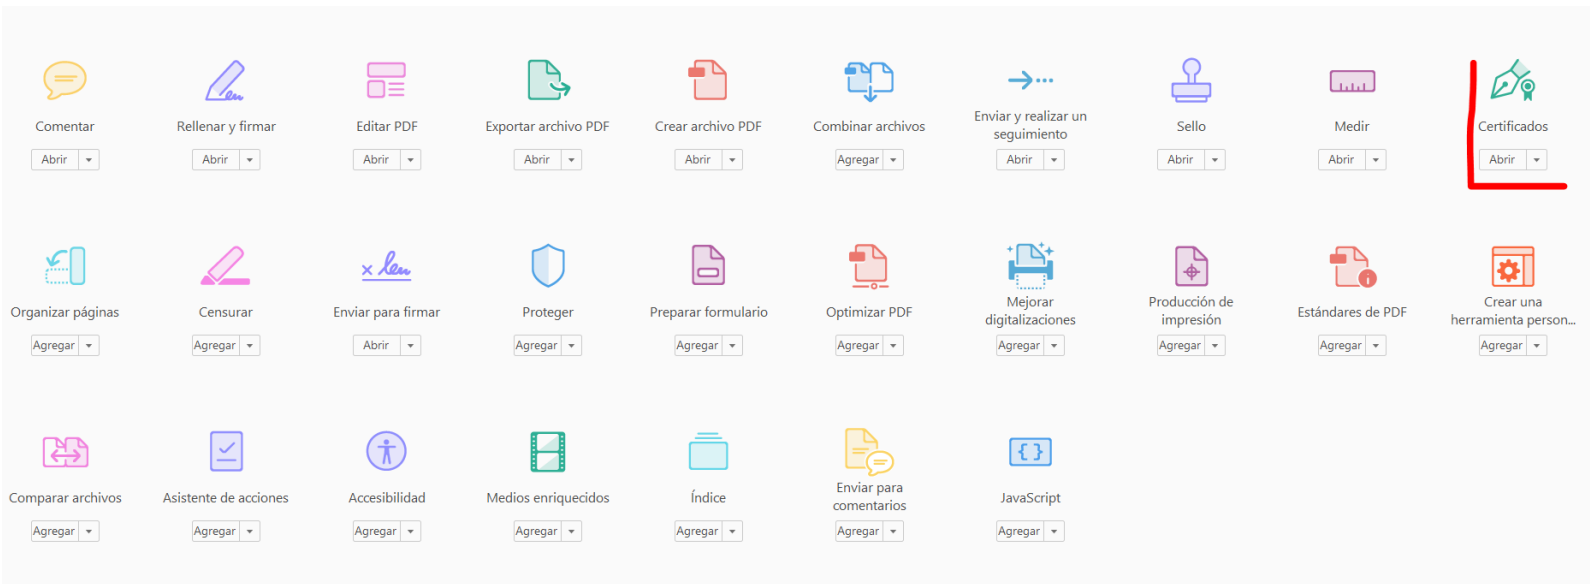 Comentar
Rellenar y firmar
Editar PDF
Exportar archivo PDF
Crear archivo PDF
Combinar archivos
Enviar y realizar un
seguimiento
Sello
Medir
Certificados
Abrir
Abrir
Abrir
Abrir
Abrir
Agregar
Abrir
Abrir
Abrir
Abrir
Organizar páginas
Censurar
Enviar para firmar
Proteger
Preparar formulario
Optimizar PDF
Mejorar
digitalizaciones
Producción de
impresión
Estándares de PDF
Crear una
herramienta person...
Agregar
Agregar
Abrir
Agregar
Agregar
Agregar
Agregar
Agregar
Agregar
Agregar
Comparar archivos
Asistente de acciones
Accesibilidad
Medios enriquecidos
Índice
Enviar para
comentarios
JavaScript
Agregar
Agregar
Agregar
Agregar
Agregar
Agregar
Agregar